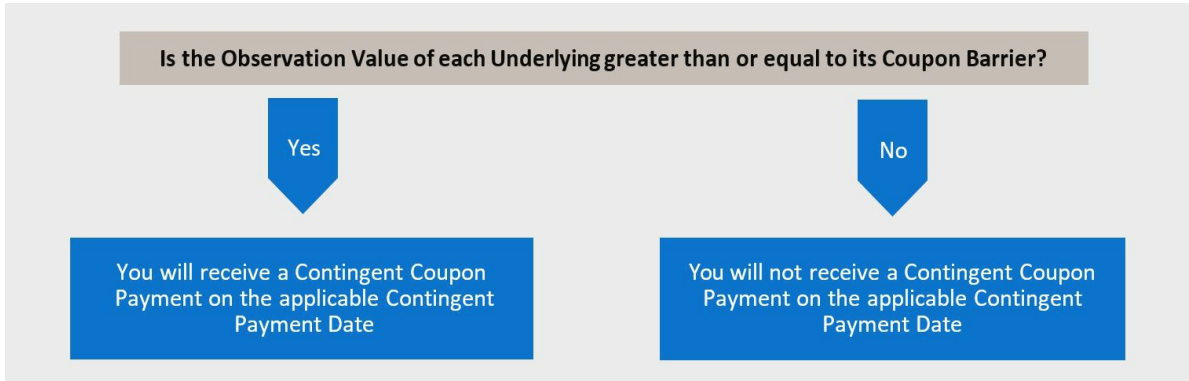 Is the Observation Value of each Underlying greater than or equal to its Coupon Barrier?
Yes
No
You will receive a Contingent Coupon
Payment on the applicable Contingent
Payment Date
You will not receive a Contingent Coupon
Payment on the applicable Contingent
Payment Date